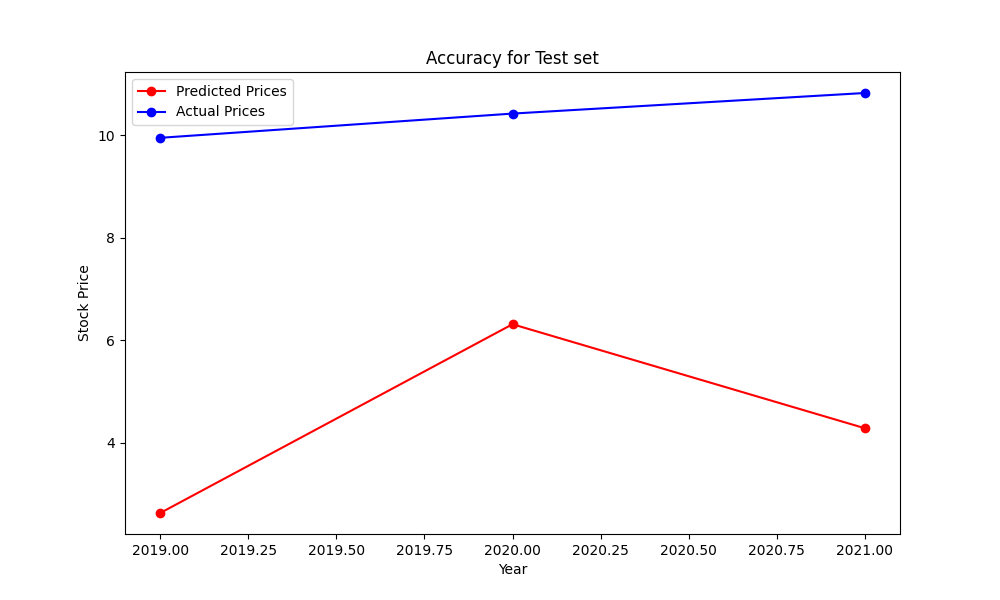 Accuracy for Test set
Predicted Prices
Actual Prices
10
8
6
4
Stock Price
2019.00 2019.25 2019.50 2019.75 2020.00 2020.25 2020.50 2020.75 2021.00
Year